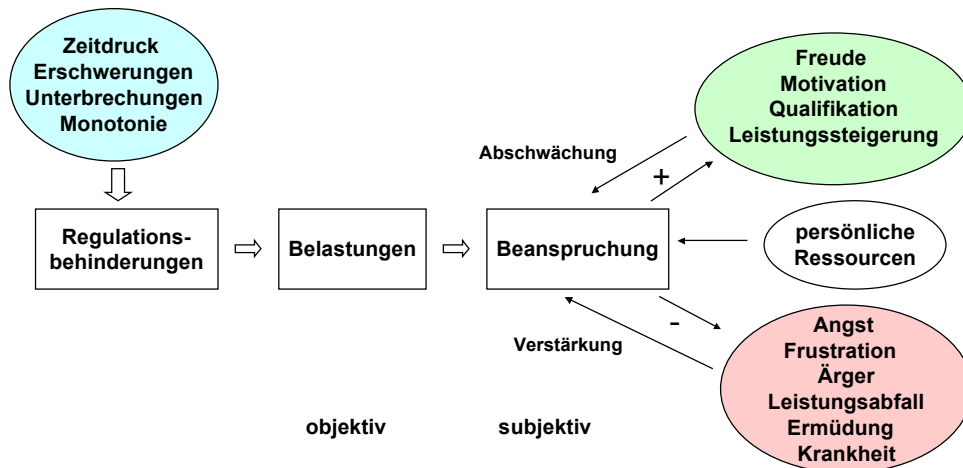 Zeitdruck
Erschwerungen
Unterbrechungen
Monotonie
Freude
Motivation
Qualifikation
Leistungssteigerung
Abschwächung
+
Regulations-
behinderungen
Belastungen
Beanspruchung
persönliche
Ressourcen
-
Verstärkung
Angst
Frustration
Ärger
Leistungsabfall
Ermüdung
Krankheit
objektiv
subjektiv